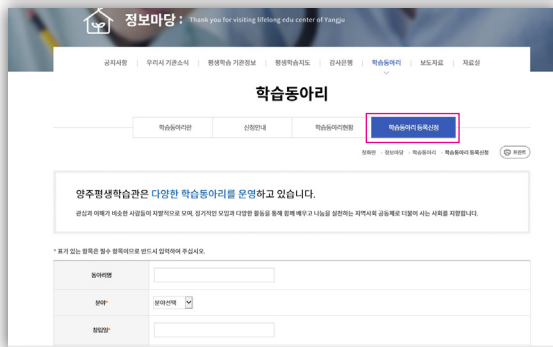 정보마당 : Thank you for visiting lifelong edu center of Yangju
공지사항 | 우리시 기관소식 | 평생학습 기관정보 | 평생학습지도 | 강사은행 | 학습동아리 | 보도자료 | 자료실
학습동아리
학습동아리란 신청안내 학습동아리현황 학습동아리 등록신청
첫화면 - 정보마당 - 학습동아리 - 학습동아리 등록신청 프린트
양주평생학습관은 다양한 학습동아리를 운영하고 있습니다.
관심과 이해가 비슷한 사람들이 자발적으로 모여, 정기적인 모임과 다양한 활동을 통해 함께 배우고 나눔을 실천하는 지역사회 공동체로 더불어 사는 사회를 지향합니다.
* 표가 있는 항목은 필수 항목이므로 반드시 입력하여 주십시오.
동아리명
분야* 분야선택
창립일*